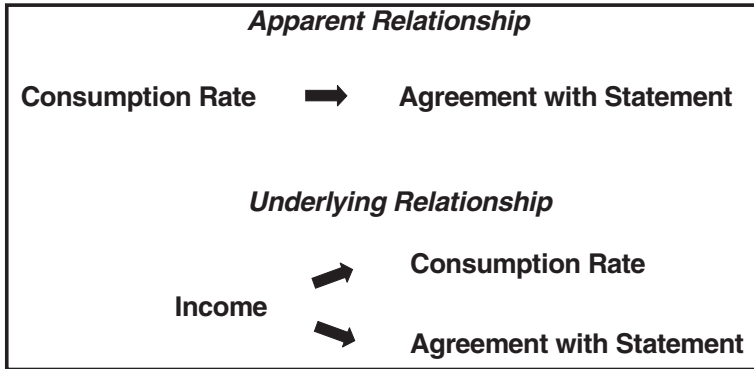 Apparent Relationship
Consumption Rate Agreement with Statement
Underlying Relationship
Consumption Rate
Income
Agreement with Statement